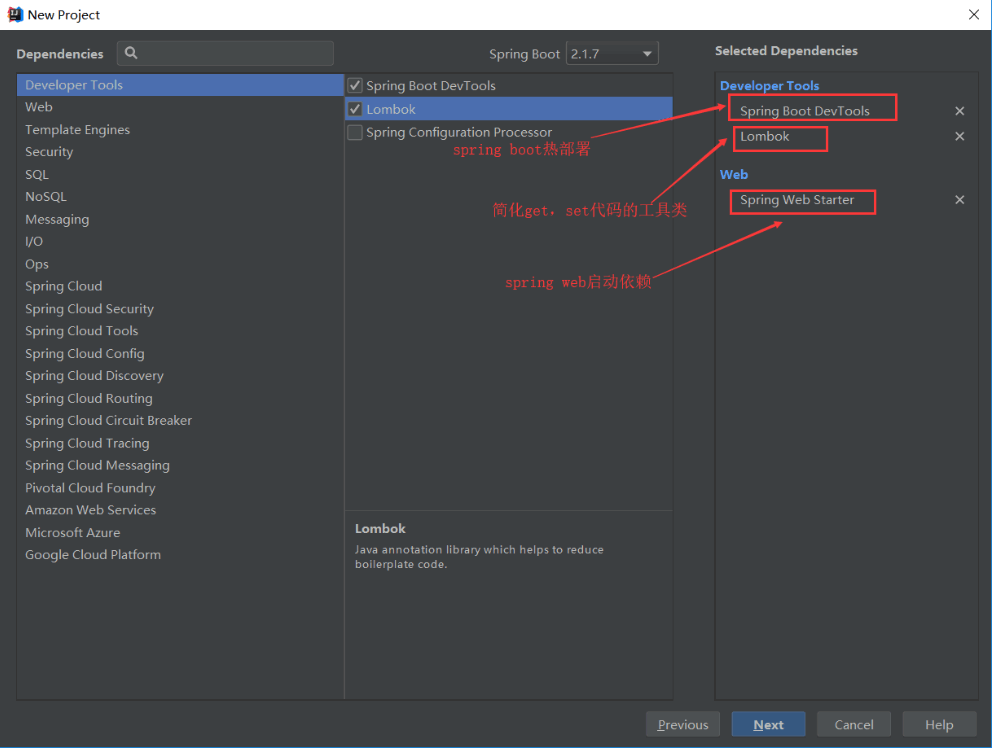 New Project
Dependencies
Spring Boot 2.1.7
Selected Dependencies
Developer Tools
Web
Template Engines
Security
SQL
NoSQL
Messaging
I/O
Ops
Spring Cloud
Spring Cloud Security
Spring Cloud Tools
Spring Cloud Config
Spring Cloud Discovery
Spring Cloud Routing
Spring Cloud Circuit Breaker
Spring Cloud Tracing
Spring Cloud Messaging
Pivotal Cloud Foundry
Amazon Web Services
Microsoft Azure
Google Cloud Platform
Spring Boot DevTools
Lombok
Spring Configuration Processor
spring boot热部署
简化get，set代码的工具类
spring web启动依赖
Lombok
Java annotation library which helps to reduce
boilerplate code.
Developer Tools
Spring Boot DevTools
Lombok
Web
Spring Web Starter
Previous
Next
Cancel
Help